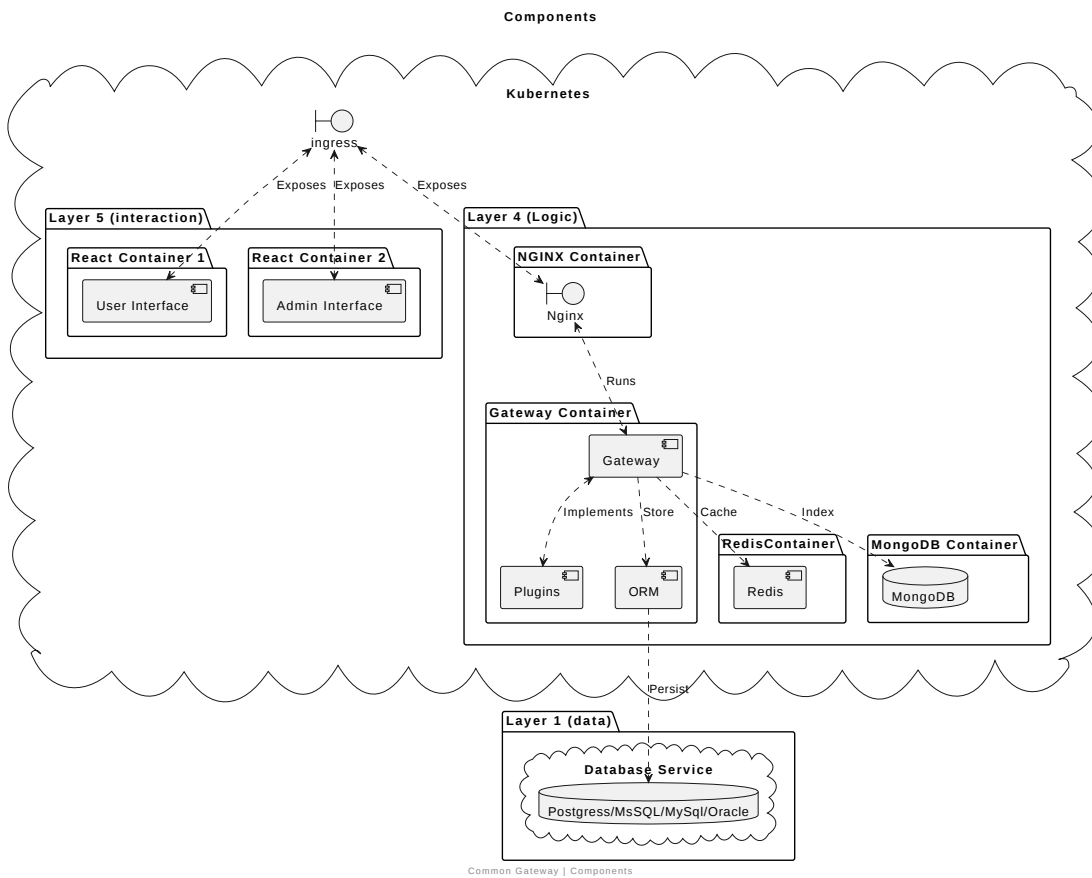 Components
Kubernetes
ingress
Exposes
Exposes
Exposes
Layer 5 (interaction)
Layer 4 (Logic)
React Container 1
React Container 2
NGINX Container
User Interface
Admin Interface
Nginx
Runs
Gateway Container
Gateway
Implements
Store
Cache
Index
RedisContainer
MongoDB Container
Plugins
ORM
Redis
MongoDB
Persist
Layer 1 (data)
Database Service
Postgress/MsSQL/MySql/Oracle
Common Gateway | Components